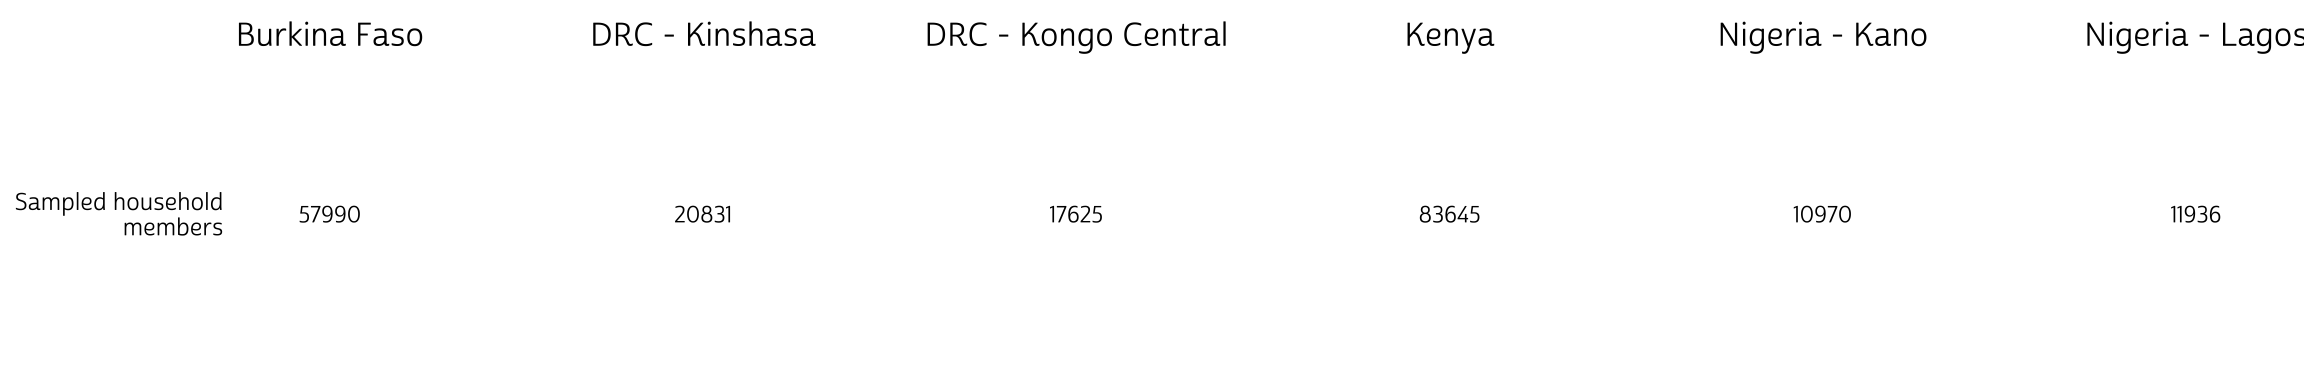 Burkina Faso DRC - Kinshasa DRC - Kongo Central Kenya Nigeria - Kano Nigeria - Lagos
Sampled household
members
57990 20831 17625 83645 10970 11936